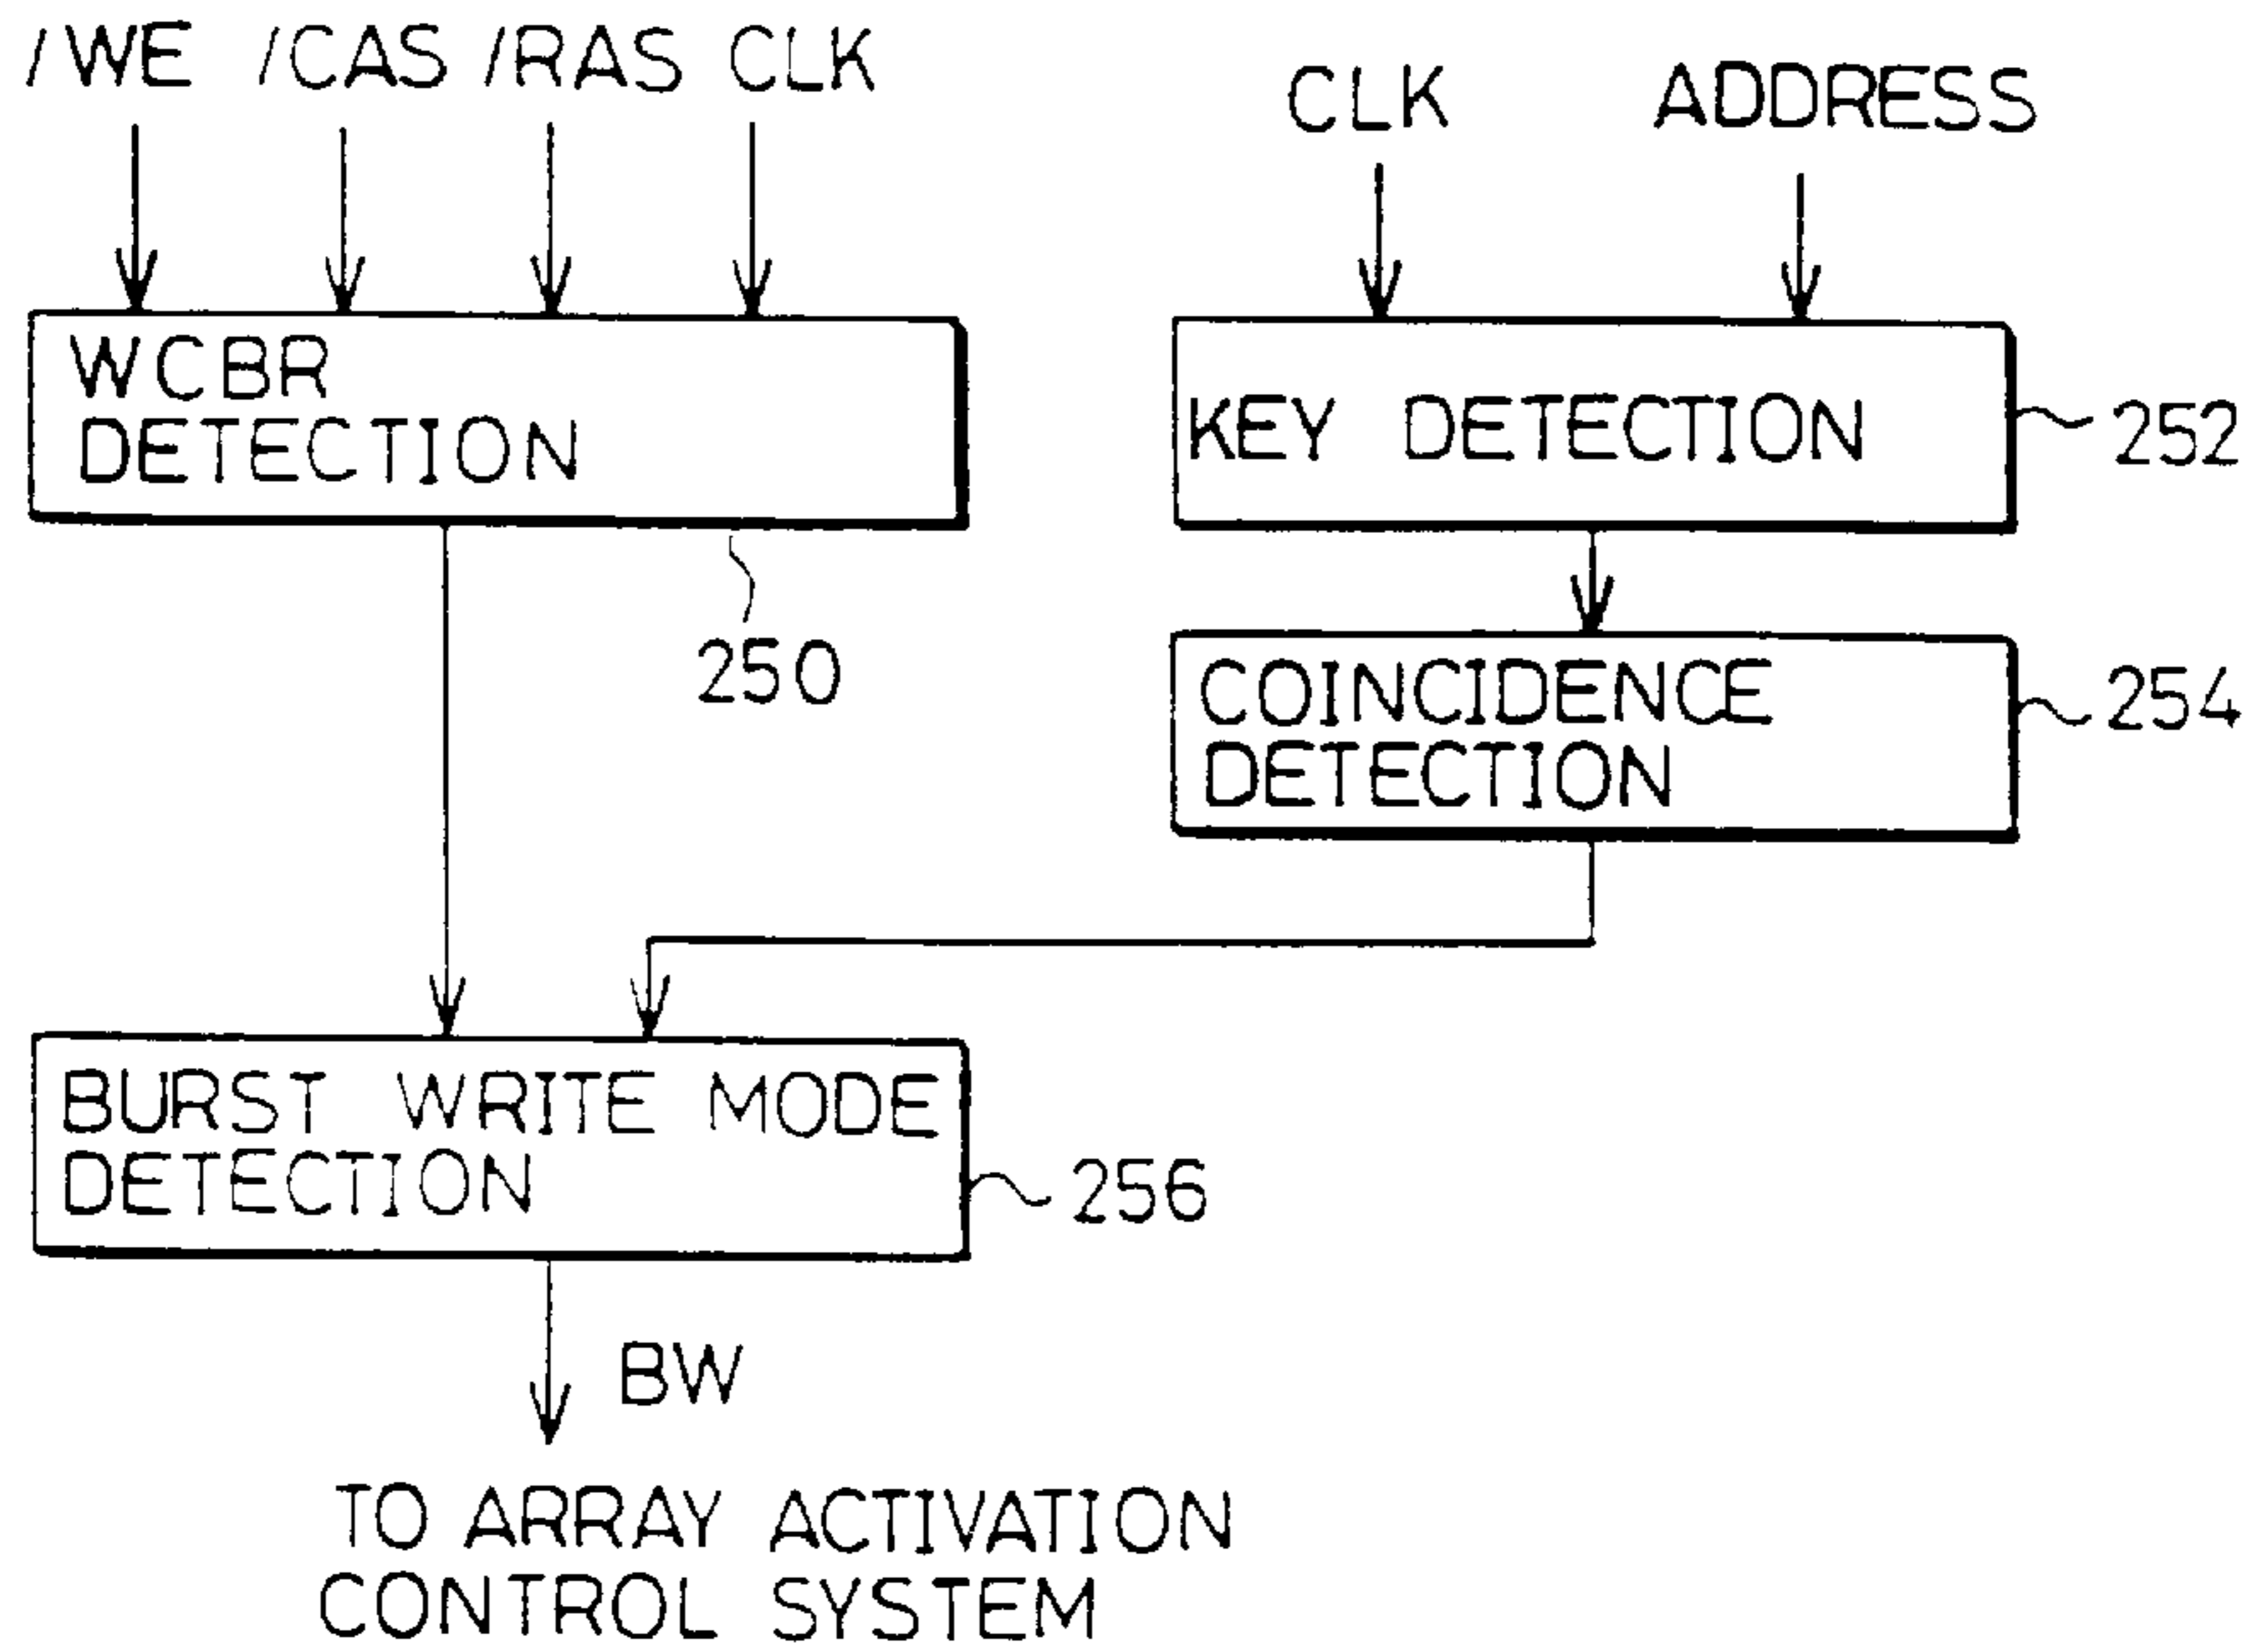 /WE /CAS /RAS CLK
CLK ADDRESS
WCBR
DETECTION
KEY DETECTION
252
250
COINCIDENCE
DETECTION
254
BURST WRITE MODE
DETECTION
256
BW
TO ARRAY ACTIVATION
CONTROL SYSTEM